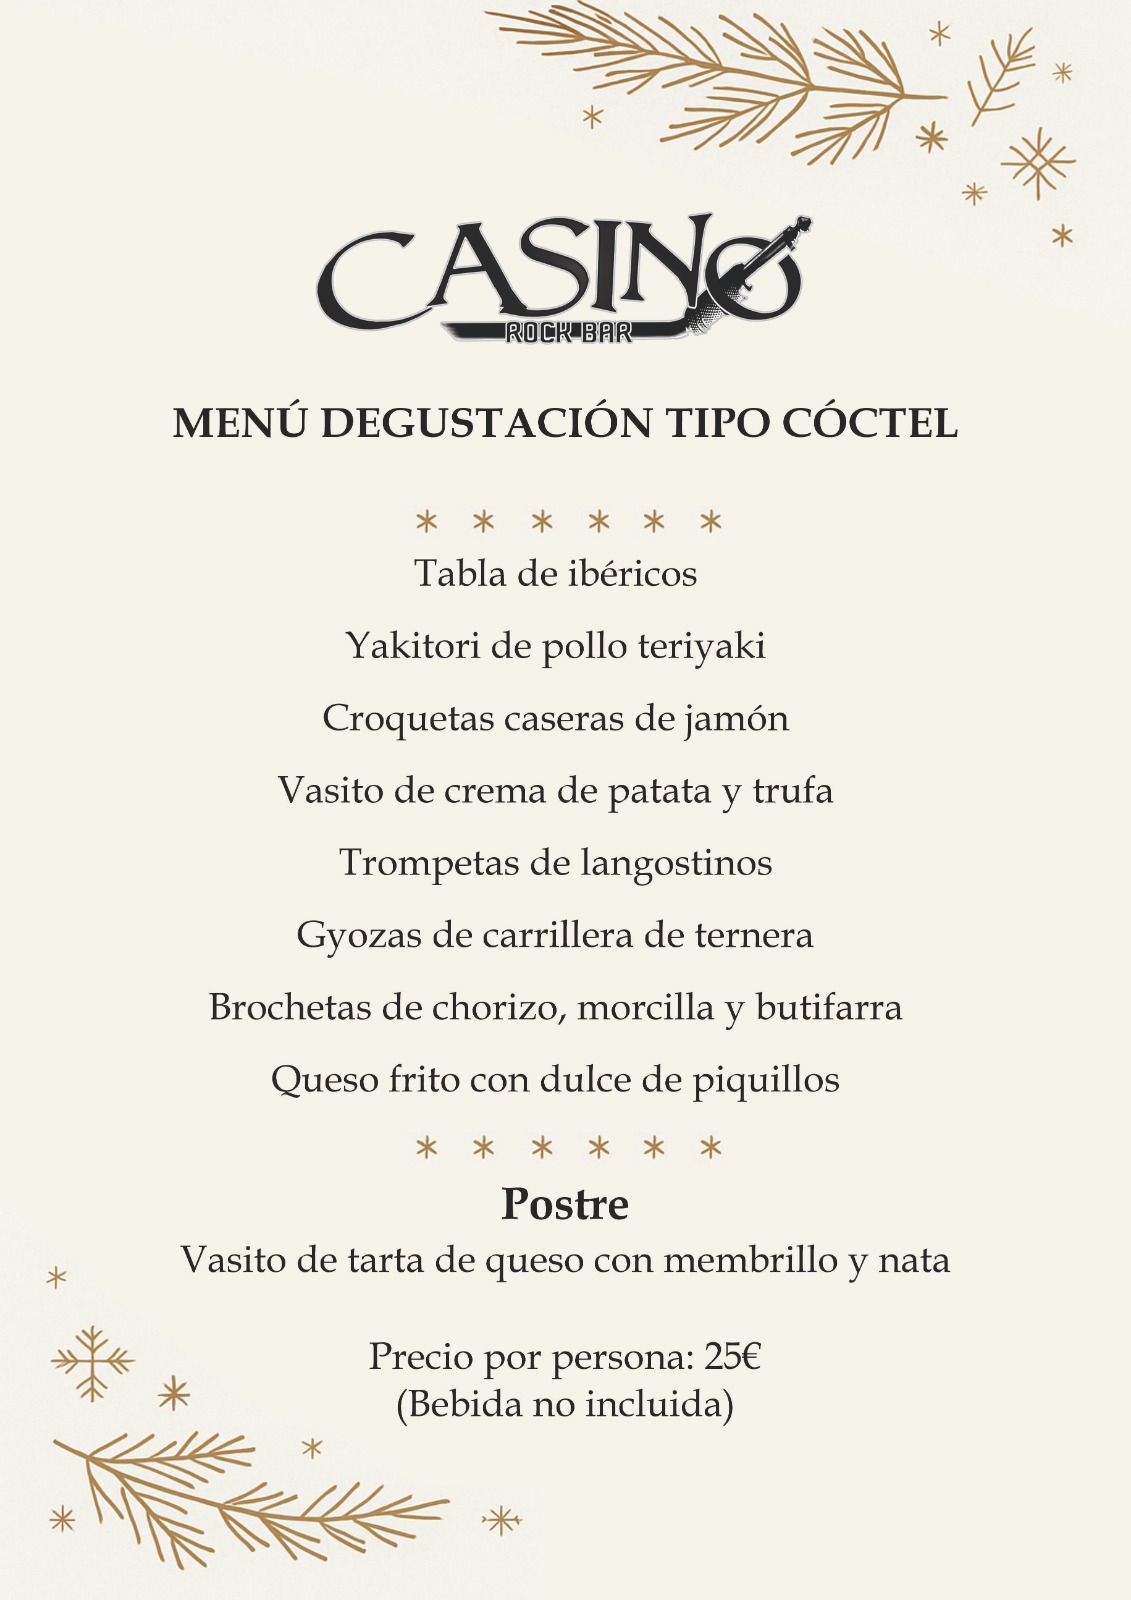 CASINO
ROCK BAR
MENÚ DEGUSTACIÓN TIPO CÓCTEL
Tabla de ibéricos
Yakitori de pollo teriyaki
Croquetas caseras de jamón
Vasito de crema de patata y trufa
Trompetas de langostinos
Gyozas de carrillera de ternera
Brochetas de chorizo, morcilla y butifarra
Queso frito con dulce de piquillos
Postre
Vasito de tarta de queso con membrillo y nata
Precio por persona: 25€
(Bebida no incluida)